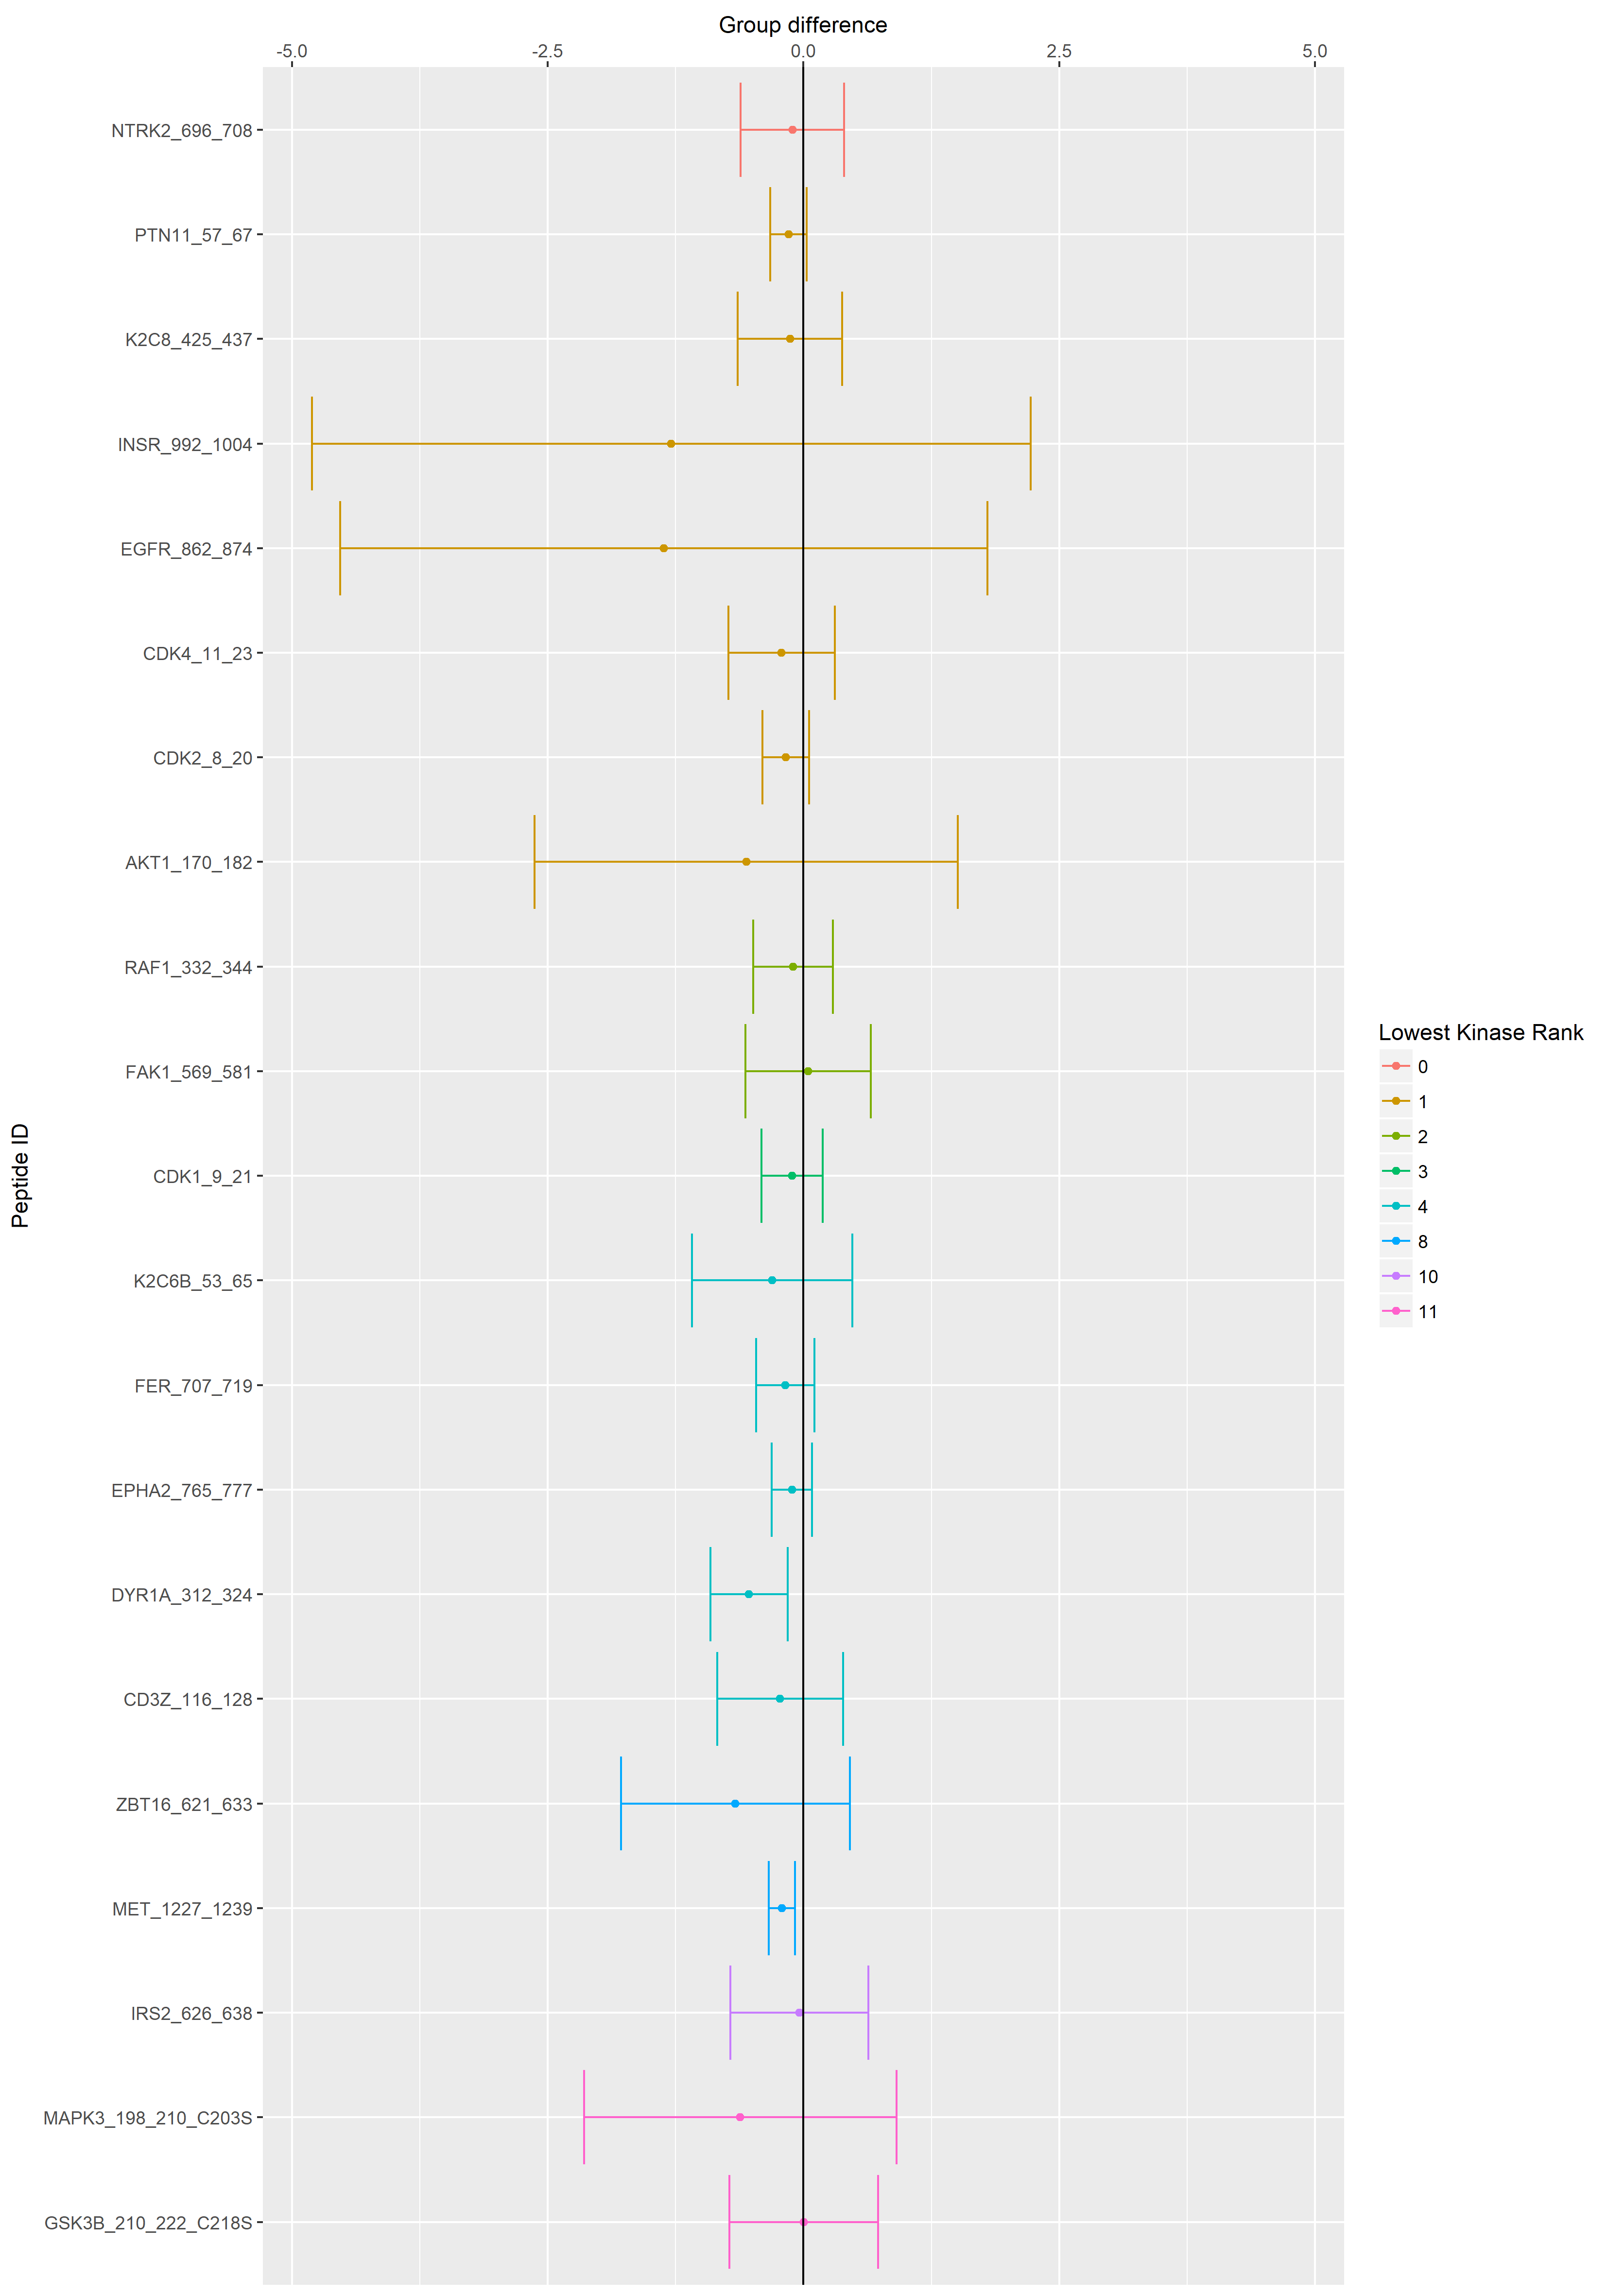 Group difference
-5.0 -2.5 0.0 2.5 5.0
NTRK2_696_708
PTN11_57_67
K2C8_425_437
INSR_992_1004
EGFR_862_874
CDK4_11_23
CDK2_8_20
AKT1_170_182
RAF1_332_344
FAK1_569_581
CDK1_9_21
K2C6B_53_65
FER_707_719
EPHA2_765_777
DYR1A_312_324
CD3Z_116_128
ZBT16_621_633
MET_1227_1239
IRS2_626_638
MAPK3_198_210_C203S
GSK3B_210_222_C218S
Peptide ID
Lowest Kinase Rank
0
1
2
3
4
8
10
11